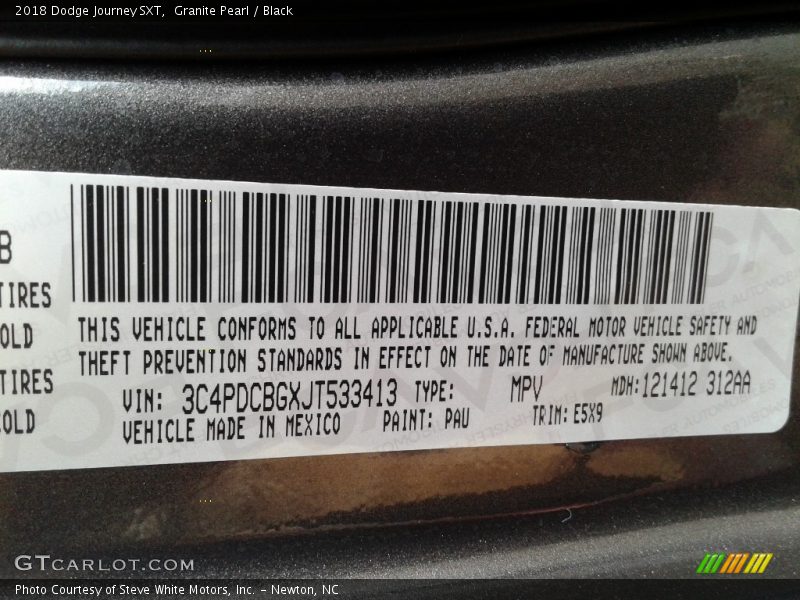 2018 Dodge Journey SXT,  Granite Pearl / Black
B
TIRES
OLD
TIRES
COLD
THIS VEHICLE CONFORMS TO ALL APPLICABLE U.S.A. FEDERAL MOTOR VEHICLE SAFETY AND
THEFT PREVENTION STANDARDS IN EFFECT ON THE DATE OF MANUFACTURE SHOWN ABOVE.
VIN: 3C4PDCBGXJT533413 TYPE: MPV MDH:121412 312AA
VEHICLE MADE IN MEXICO PAINT: PAU TRIM: E5X9
GTCARLOT.COM
Photo Courtesy of Steve White Motors, Inc. – Newton, NC